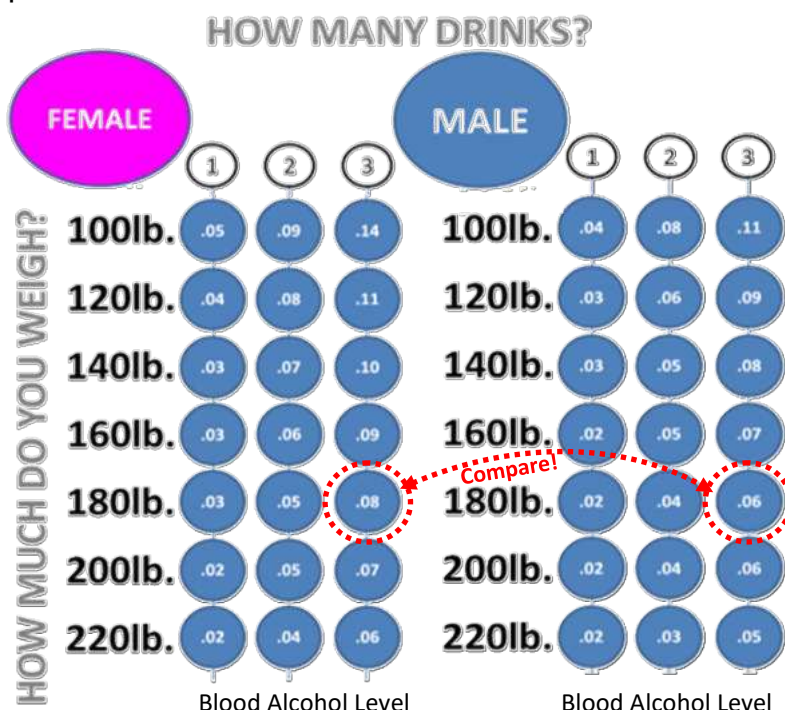 HOW MANY DRINKS?
FEMALE
MALE
1 2 3
1 2 3
HOW MUCH DO YOU WEIGH?
100lb. .05 .09 .14
100lb. .04 .08 .11
120lb. .04 .08 .11
120lb. .03 .06 .09
140lb. .03 .07 .10
140lb. .03 .05 .08
160lb. .03 .06 .09
160lb. .02 .05 .07
Compare!
180lb. .03 .05 .08
180lb. .02 .04 .06
200lb. .02 .05 .07
200lb. .02 .04 .06
220lb. .02 .04 .06
220lb. .02 .03 .05
Blood Alcohol Level
Blood Alcohol Level